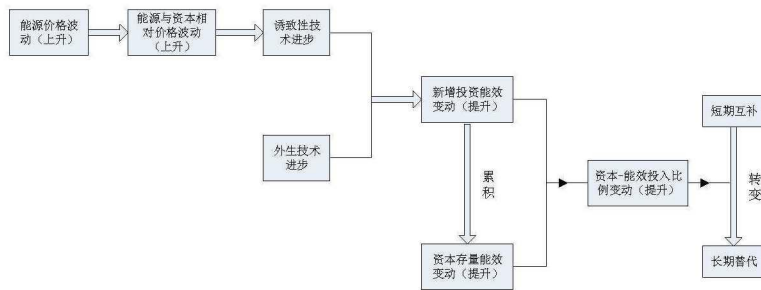 能源价格波
动（上升）
能源与资本相
对价格波动
（上升）
诱致性技
术进步
外生技术
进步
新增投资能效
变动（提升）
累
积
资本存量能效
变动（提升）
资本-能效投入比
例变动（提升）
短期互补
转
变
长期替代